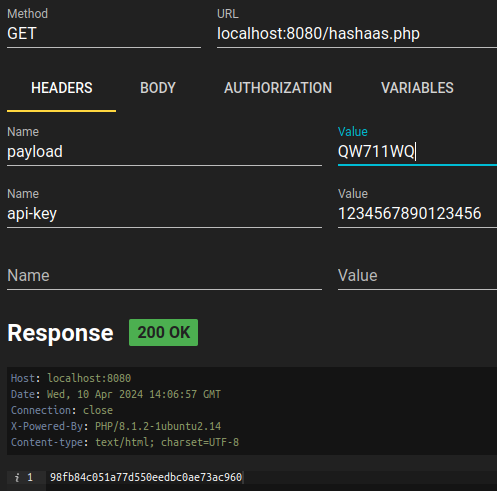 Method URL
GET localhost:8080/hashaas.php
HEADERS BODY AUTHORIZATION VARIABLES
Name Value
payload QW711WQ
Name Value
api-key 1234567890123456
Name Value
Response 200 OK
Host: localhost:8080
Date: Wed, 10 Apr 2024 14:06:57 GMT
Connection: close
X-Powered-By: PHP/8.1.2-1ubuntu2.14
Content-type: text/html; charset=UTF-8
i 1 98fb84c051a77d550eedbc0ae73ac960